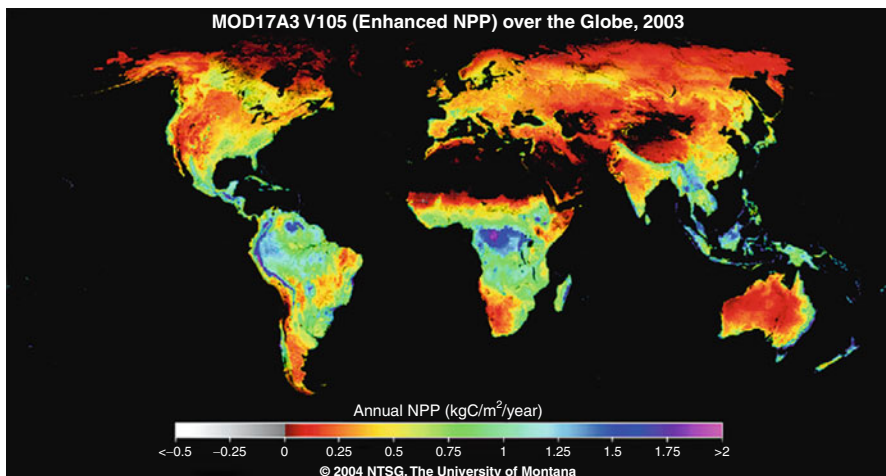 MOD17A3 V105 (Enhanced NPP) over the Globe, 2003
Annual NPP (kgC/m²/year)
<−0.5 −0.25 0 0.25 0.5 0.75 1 1.25 1.5 1.75 >2
© 2004 NTSG, The University of Montana